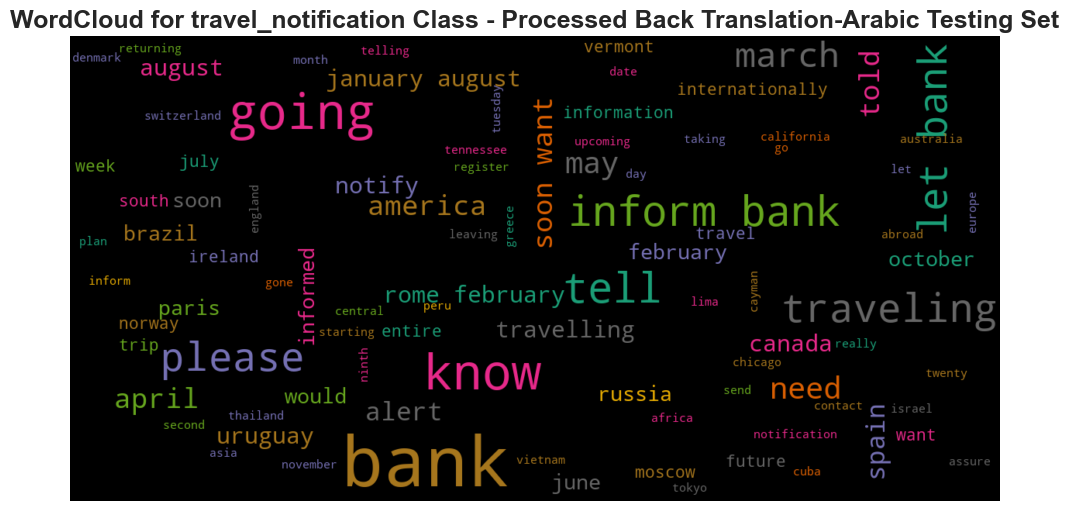 WordCloud for travel_notification Class - Processed Back Translation-Arabic Testing Set
denmark
returning
telling
vermont
march
august
month
january august
date
told
let bank
internationally
going
tuesday
switzerland
information
soon want
tennessee
upcoming
taking
california
go
australia
week
july
register
may
day
let
notify
south
soon
england
america
greece
inform bank
travel
europe
plan
brazil
leaving
abroad
ireland
february
october
inform
gone
informed
rome february
tell
lima
cayman
traveling
paris
central
peru
norway
starting
entire
travelling
canada
really
trip
please
ninth
know
chicago
twenty
april
would
russia
send
need
contact
alert
thailand
africa
spain
israel
second
uruguay
notification
want
asia
bank
november
vietnam
june
moscow
tokyo
future
cuba
assure